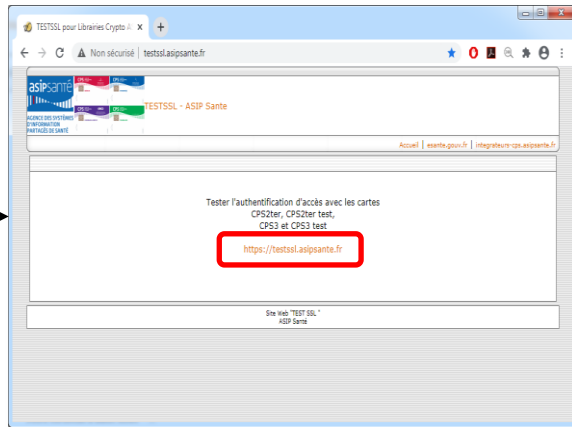 TESTSSL pour Librairies Crypto
Non sécurisé | testssl.asipsante.fr
asipsanté
AGENCE DES SYSTÈMES
D'INFORMATION
PARTAGÉS DE SANTÉ
TESTSSL - ASIP Sante
Accueil | esante.gouv.fr | integrateurs-cps.asipsante.fr
Tester l'authentification d'accès avec les cartes
CPS2ter, CPS2ter test,
CPS3 et CPS3 test
https://testssl.asipsante.fr
Site Web "TEST SSL "
ASIP Santé